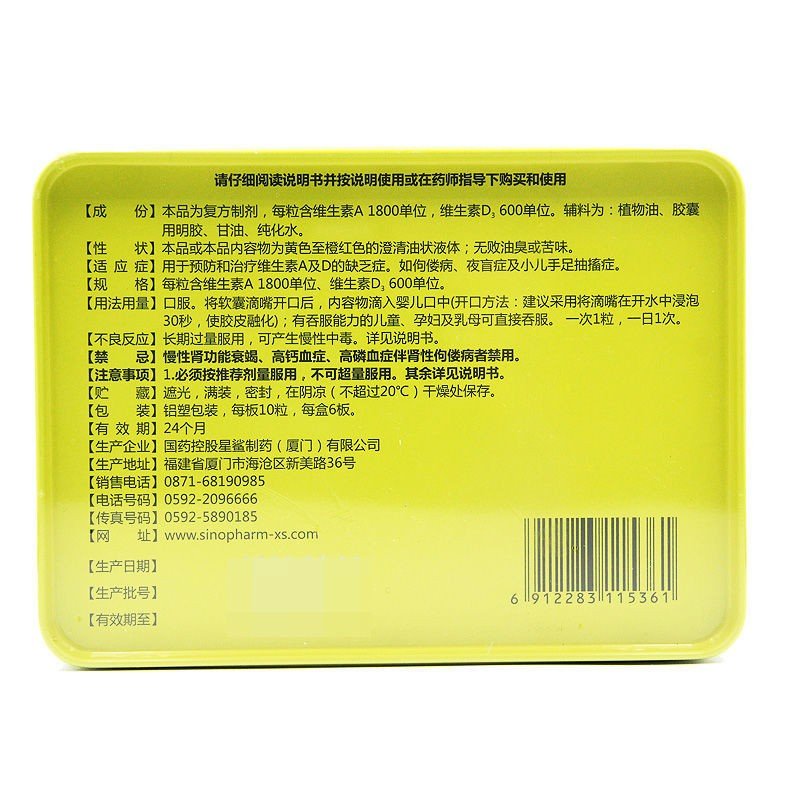 请仔细阅读说明书并按说明使用或在药师指导下购买和使用
【成 份】本品为复方制剂，每粒含维生素A 1800单位，维生素D₃ 600单位。辅料为：植物油、胶囊
用明胶、甘油、纯化水。
【性 状】本品或本品内容物为黄色至橙红色的澄清油状液体；无败油臭或苦味。
【适 应 症】用于预防和治疗维生素A及D的缺乏症。如佝偻病、夜盲症及小儿手足抽搐症。
【规 格】每粒含维生素A 1800单位、维生素D₃ 600单位。
【用法用量】口服。将软囊滴嘴开口后，内容物滴入婴儿口中(开口方法：建议采用将滴嘴在开水中浸泡
30秒，使胶皮融化)；有吞服能力的儿童、孕妇及乳母可直接吞服。 一次1粒，一日1次。
【不良反应】长期过量服用，可产生慢性中毒。详见说明书。
【禁 忌】慢性肾功能衰竭、高钙血症、高磷血症伴肾性佝偻病者禁用。
【注意事项】1.必须按推荐剂量服用，不可超量服用。其余详见说明书。
【贮 藏】遮光，满装，密封，在阴凉（不超过20℃）干燥处保存。
【包 装】铝塑包装，每板10粒，每盒6板。
【有 效 期】24个月
【生产企业】国药控股星鲨制药（厦门）有限公司
【生产地址】福建省厦门市海沧区新美路36号
【销售电话】0871-68190985
【电话号码】0592-2096666
【传真号码】0592-5890185
【网 址】www.sinopharm-xs.com
【生产日期】
【生产批号】
【有效期至】
6 912283 115361